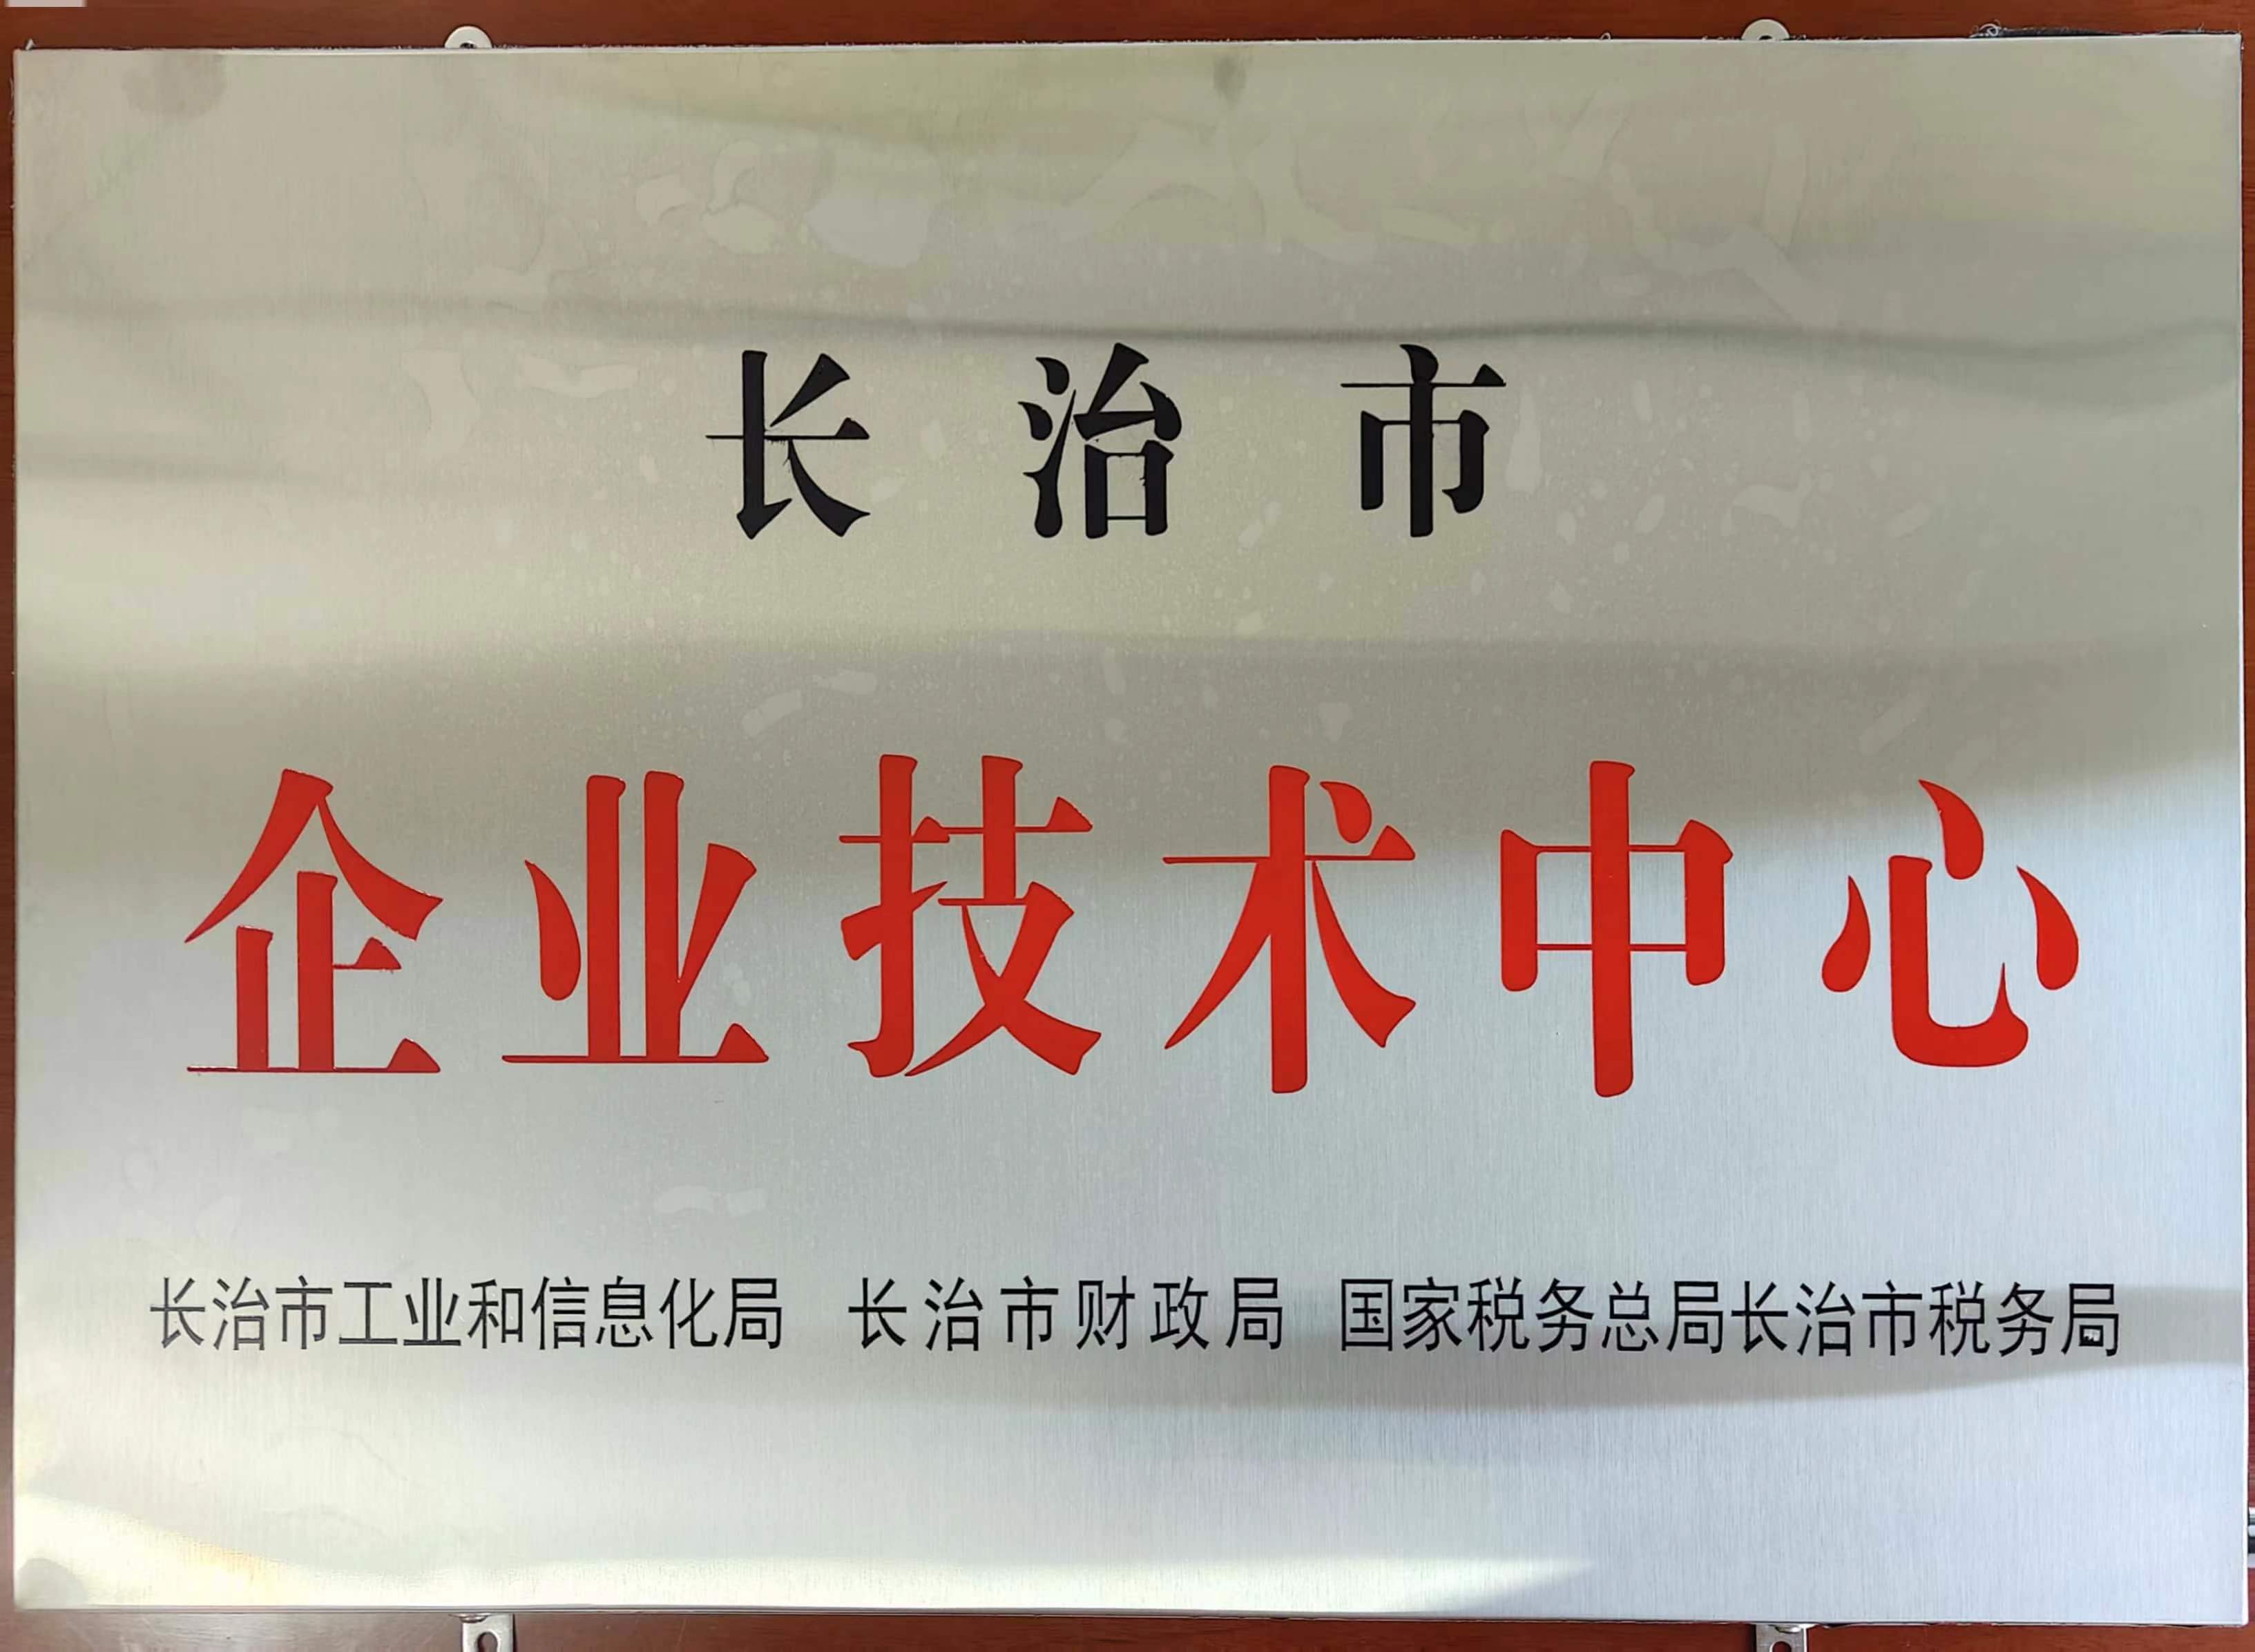 长治市
企业技术中心
长治市工业和信息化局 长治市财政局 国家税务总局长治市税务局